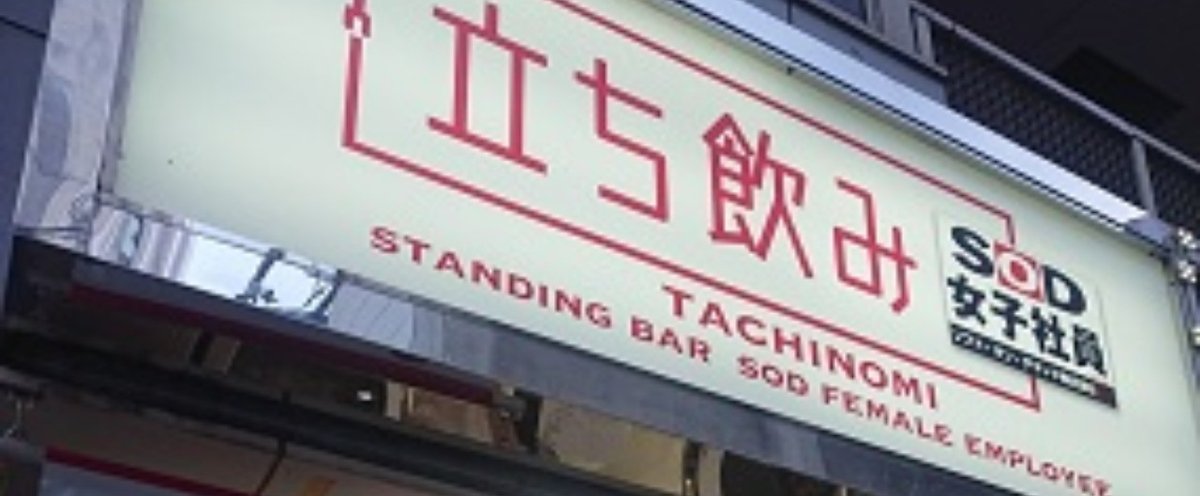 立ち飲み
TACHINOMI
STANDING BAR SOD FEMALE EMPLOYEE
SOD
女子社員